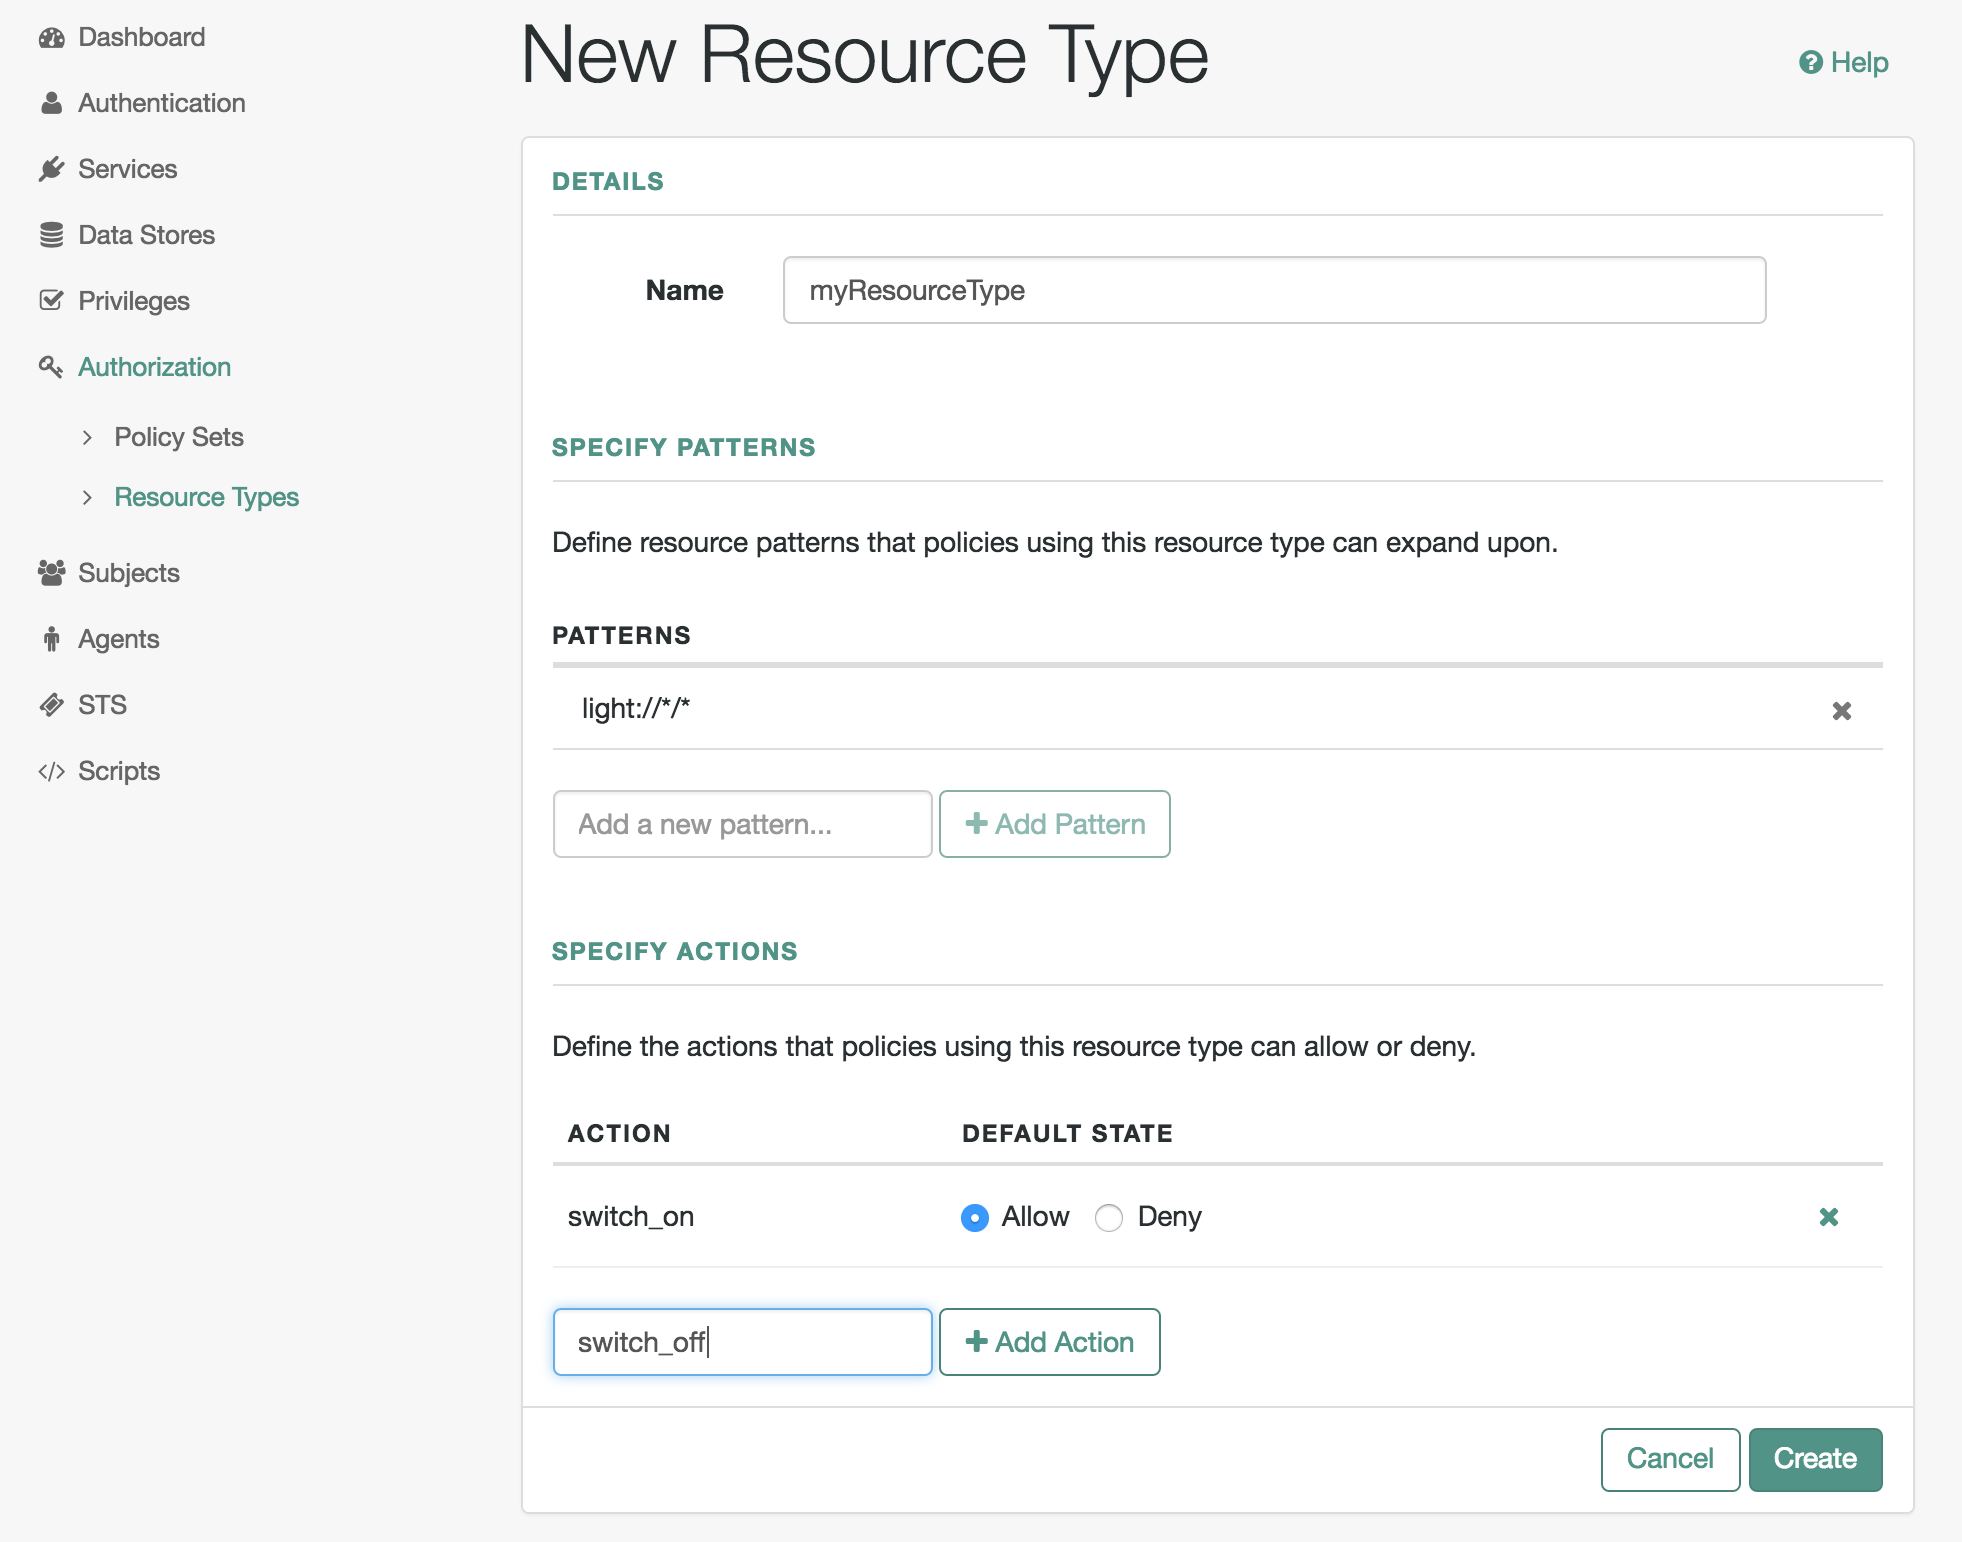 Dashboard
Authentication
Services
Data Stores
Privileges
Authorization
Policy Sets
Resource Types
Subjects
Agents
STS
Scripts
New Resource Type
Help
DETAILS
Name myResourceType
SPECIFY PATTERNS
Define resource patterns that policies using this resource type can expand upon.
PATTERNS
light://*/*
Add a new pattern... Add Pattern
SPECIFY ACTIONS
Define the actions that policies using this resource type can allow or deny.
ACTION DEFAULT STATE
switch_on Allow Deny
switch_off Add Action
Cancel Create